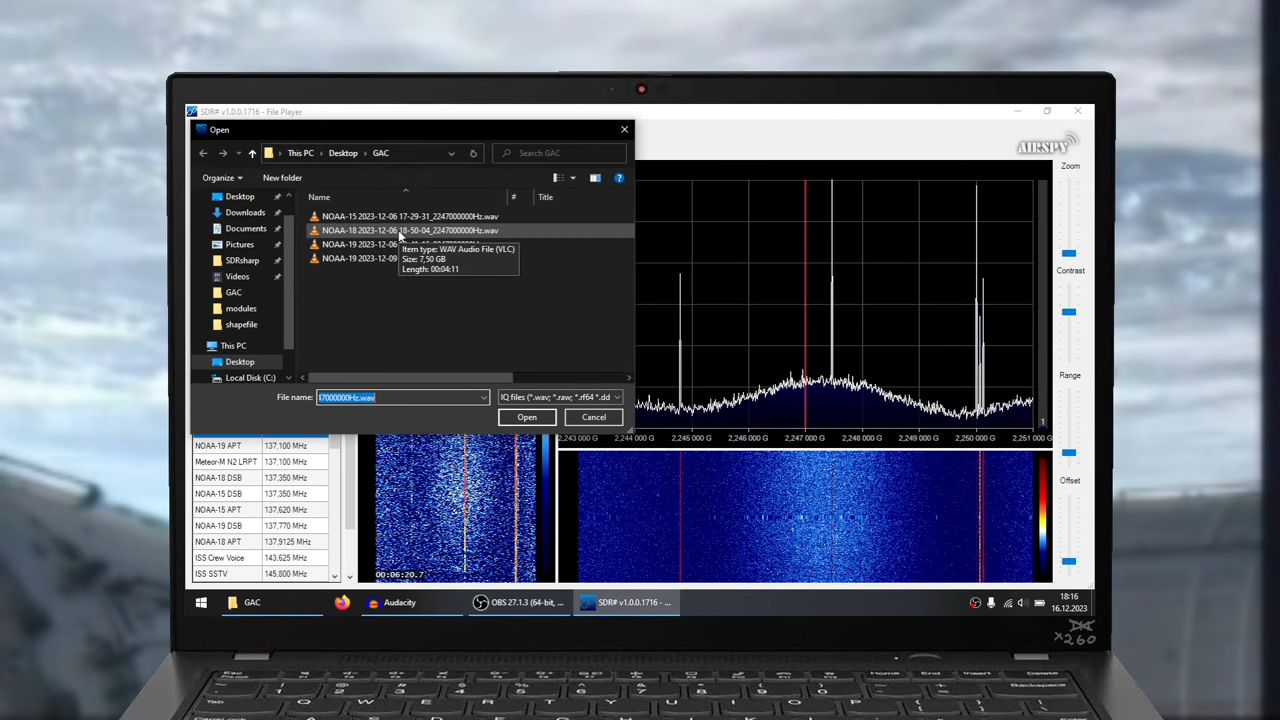 SDR# v1.0.0.1716 - File Player
Open
This PC > Desktop > GAC
Search GAC
AIRSPY
Organize
New folder
Zoom
Desktop
Name
#
Title
Downloads
NOAA-15 2023-12-06 17-29-31_2247000000Hz.wav
Documents
NOAA-18 2023-12-06 18-50-04_2247000000Hz.wav
Pictures
NOAA-19 2023-12-06
Item type: WAV Audio File (VLC)
SDRsharp
NOAA-19 2023-12-09
Size: 7,50 GB
Length: 00:04:11
Videos
Contrast
GAC
modules
shapefile
This PC
Desktop
Local Disk (C:)
Range
File name:
47000000Hz.wav
IQ files (*.wav; *.raw; *.rf64 *.dd
Open
Cancel
1
2,243 000 G 2,244 000 G 2,245 000 G 2,246 000 G 2,247 000 G 2,248 000 G 2,249 000 G 2,250 000 G 2,251 000 G
NOAA-19 APT 137,100 MHz
Meteor-M N2 LRPT 137,100 MHz
NOAA-18 DSB 137,350 MHz
Offset
NOAA-15 DSB 137,350 MHz
NOAA-15 APT 137,620 MHz
NOAA-19 DSB 137,770 MHz
NOAA-18 APT 137,9125 MHz
ISS Crew Voice 143,625 MHz
ISS SSTV 145,800 MHz
00:06:20.7
GAC
Audacity
OBS 27.1.3 (64-bit, ...
SDR# v1.0.0.1716 - ...
18:16
16.12.2023
x260
Home End Insert Delete
Backspace
Tab Q W E R T Y U I O P